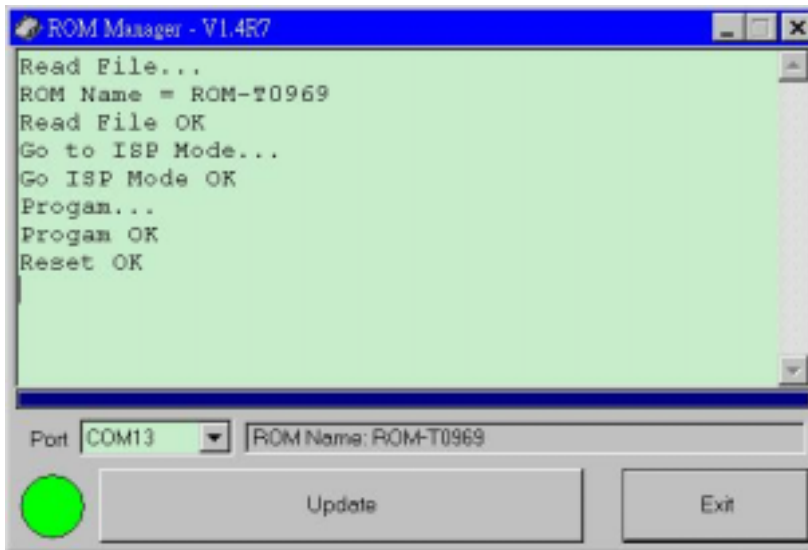 ROM Manager - V1.4R7
Read File...
ROM Name = ROM-T0969
Read File OK
Go to ISP Mode...
Go ISP Mode OK
Progam...
Progam OK
Reset OK
Port COM13 ROM Name: ROM-T0969
Update Exit